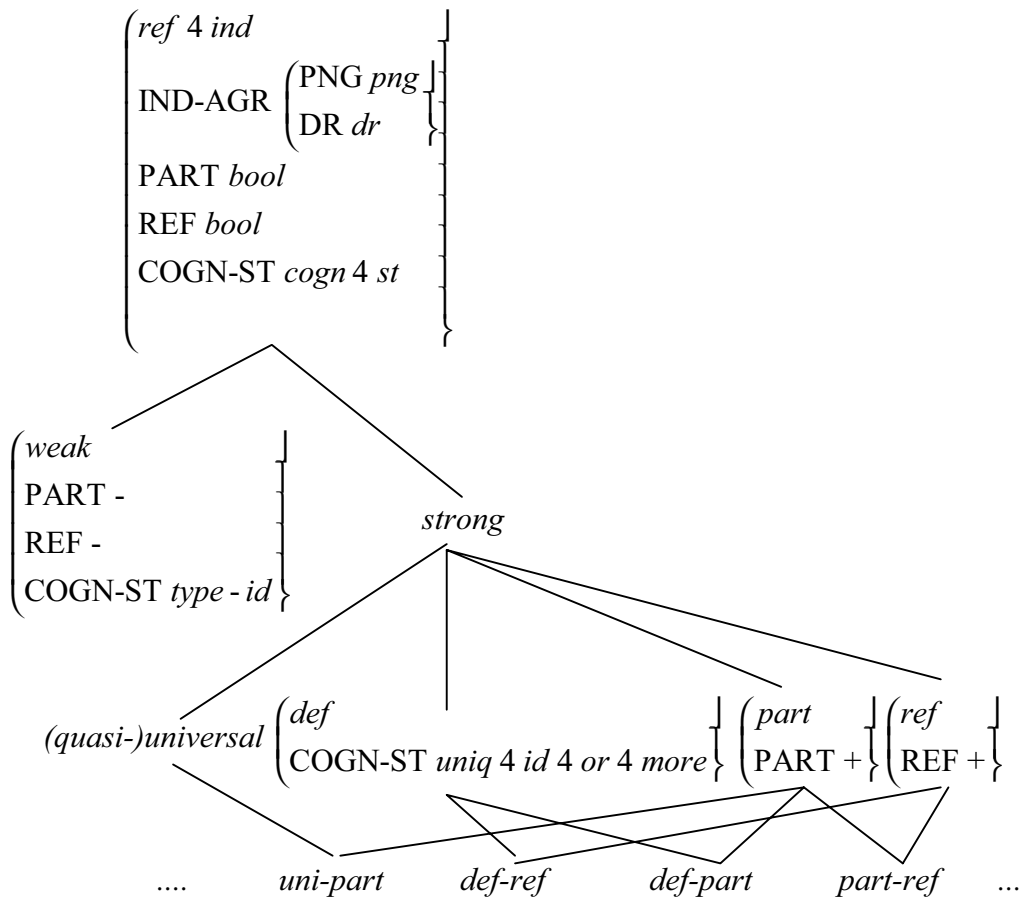 ref 4 ind
IND-AGR
PNG png
DR dr
PART bool
REF bool
COGN-ST cogn 4 st
weak
PART -
REF -
COGN-ST type - id
strong
(quasi-)universal
def
COGN-ST uniq 4 id 4 or 4 more
part
PART +
ref
REF +
.... uni-part def-ref def-part part-ref ...